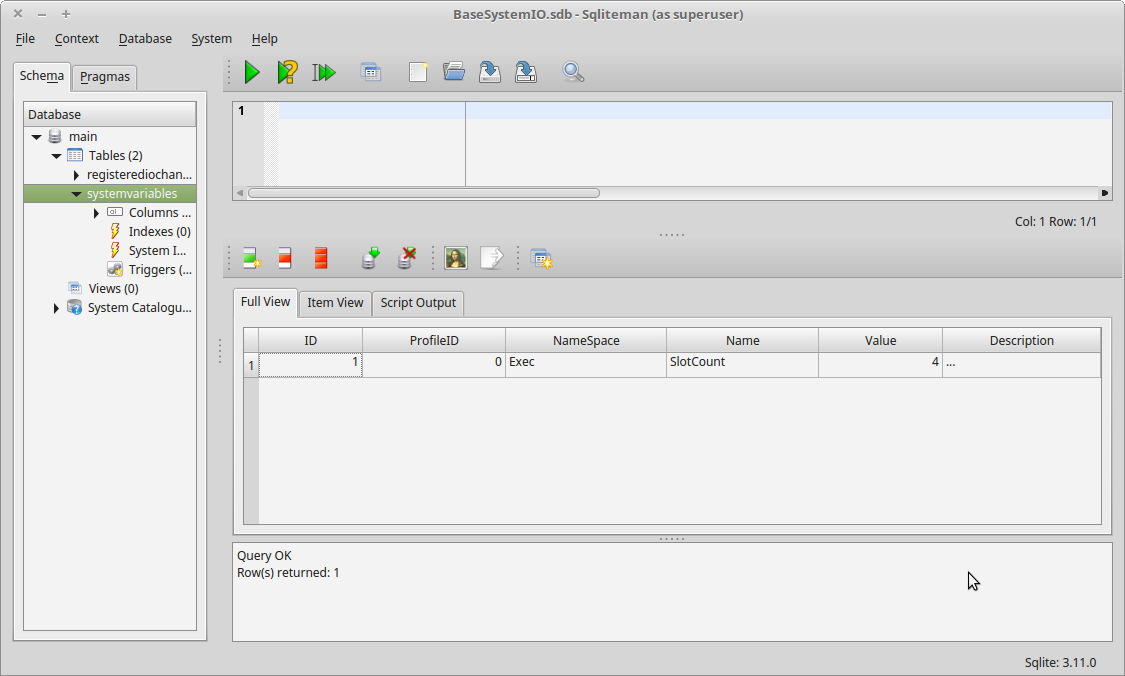 BaseSystemIO.sdb - Sqliteman (as superuser)
File Context Database System Help
Schema Pragmas
Database
main
Tables (2)
registerediochan...
systemvariables
Columns ...
Indexes (0)
System I...
Triggers (...
Views (0)
System Catalogu...
1
Col: 1 Row: 1/1
Full View Item View Script Output
ID ProfileID NameSpace Name Value Description
1 1 0 Exec SlotCount 4 ...
Query OK
Row(s) returned: 1
Sqlite: 3.11.0